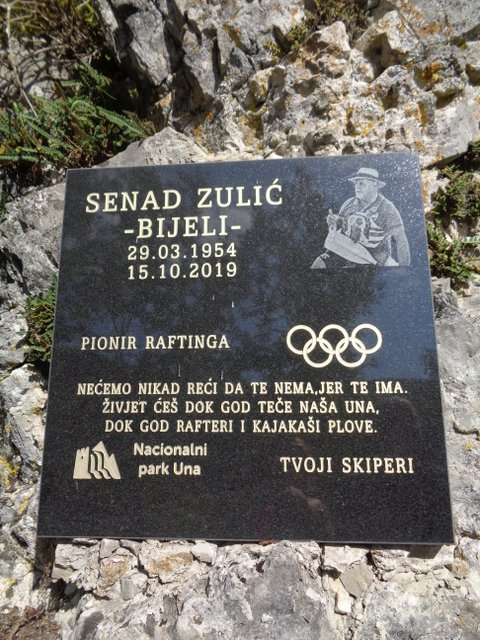 SENAD ZULIĆ
-BIJELI-
29.03.1954
15.10.2019
PIONIR RAFTINGA
NEĆEMO NIKAD REĆI DA TE NEMA,JER TE IMA.
ŽIVJET ĆEŠ DOK GOD TEČE NAŠA UNA,
DOK GOD RAFTERI I KAJAKAŠI PLOVE.
Nacionalni
park Una
TVOJI SKIPERI